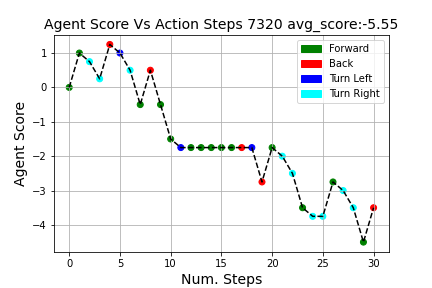 Agent Score Vs Action Steps 7320 avg_score:-5.55
Forward
Back
Turn Left
Turn Right
Agent Score
1
0
−1
−2
−3
−4
0 5 10 15 20 25 30
Num. Steps